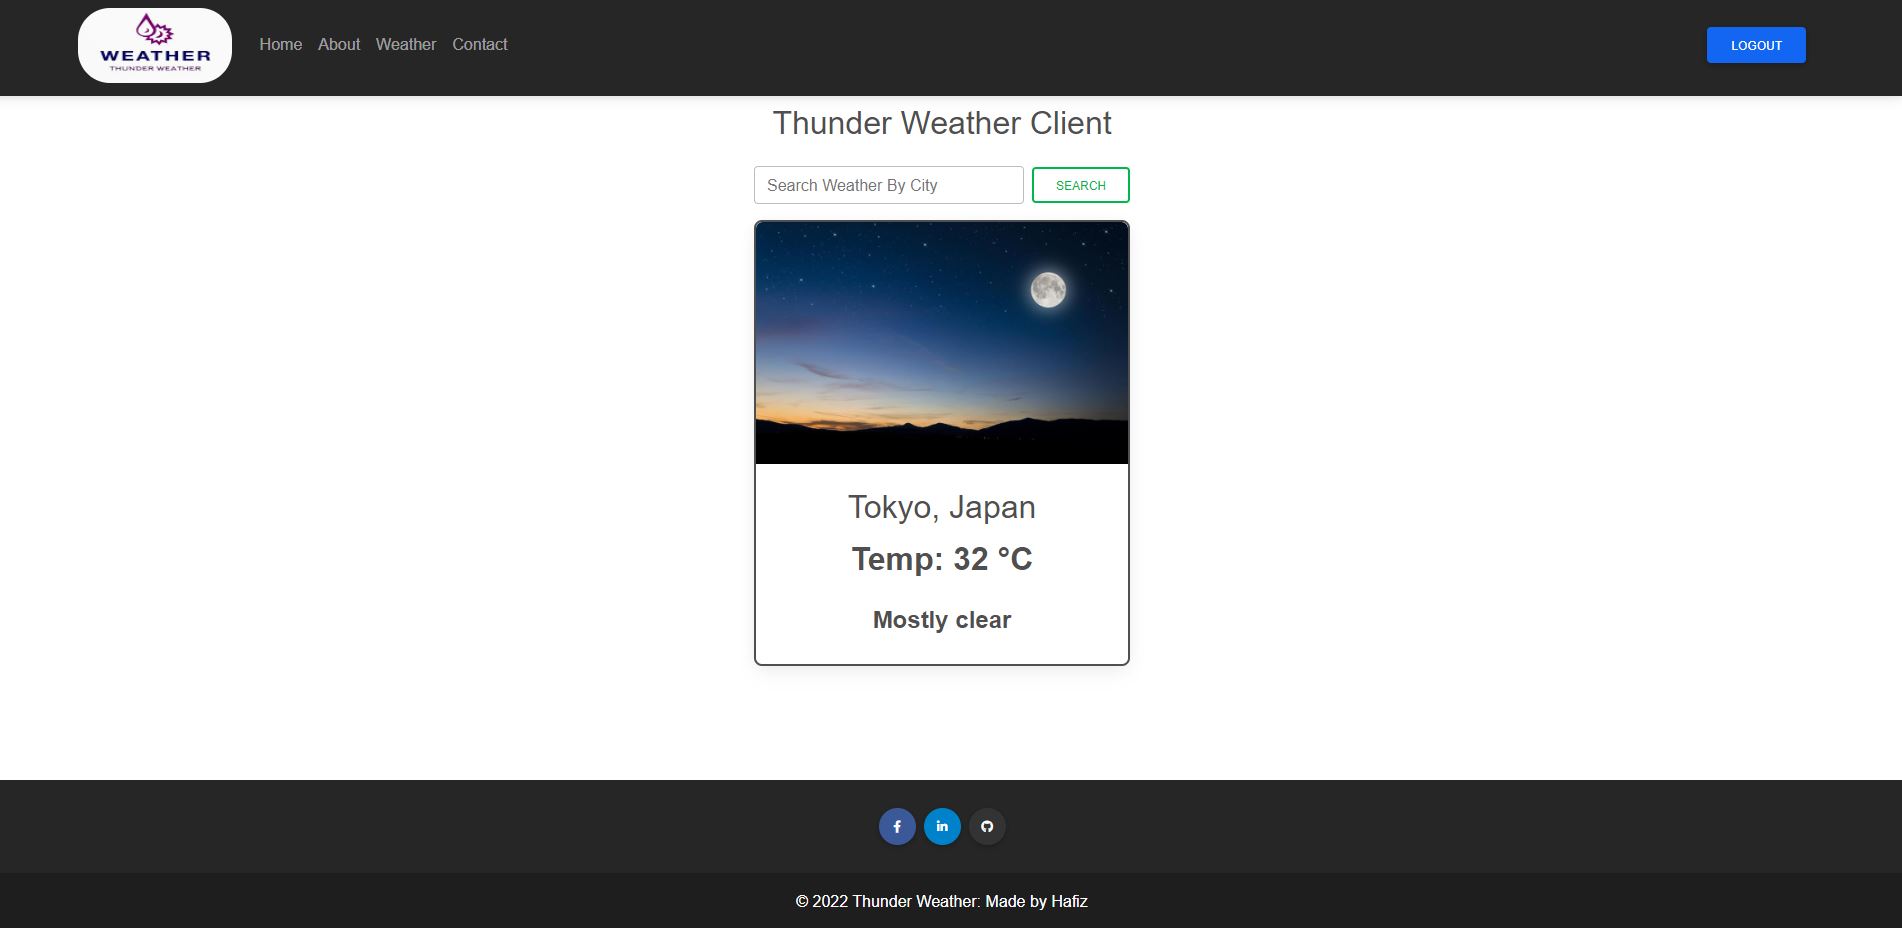 WEATHER
THUNDER WEATHER
Home About Weather Contact
LOGOUT
Thunder Weather Client
Search Weather By City
SEARCH
Tokyo, Japan
Temp: 32 °C
Mostly clear
© 2022 Thunder Weather: Made by Hafiz